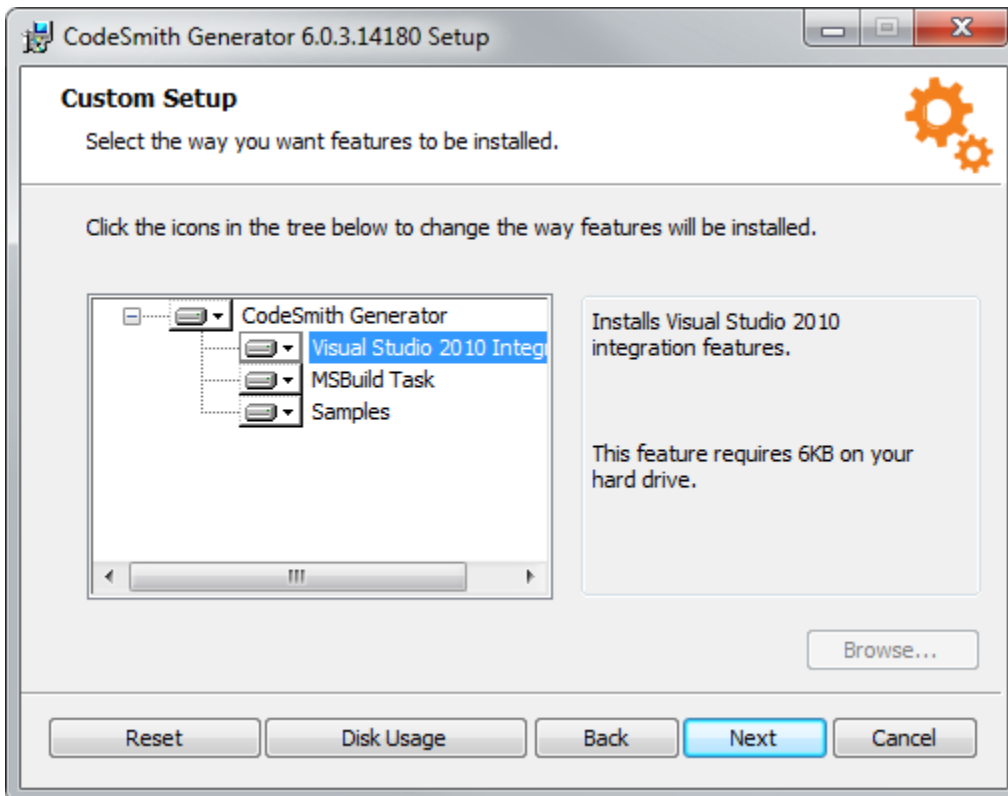 CodeSmith Generator 6.0.3.14180 Setup
Custom Setup
Select the way you want features to be installed.
Click the icons in the tree below to change the way features will be installed.
CodeSmith Generator
Visual Studio 2010 Integ
MSBuild Task
Samples
Installs Visual Studio 2010
integration features.
This feature requires 6KB on your
hard drive.
Browse...
Reset Disk Usage Back Next Cancel